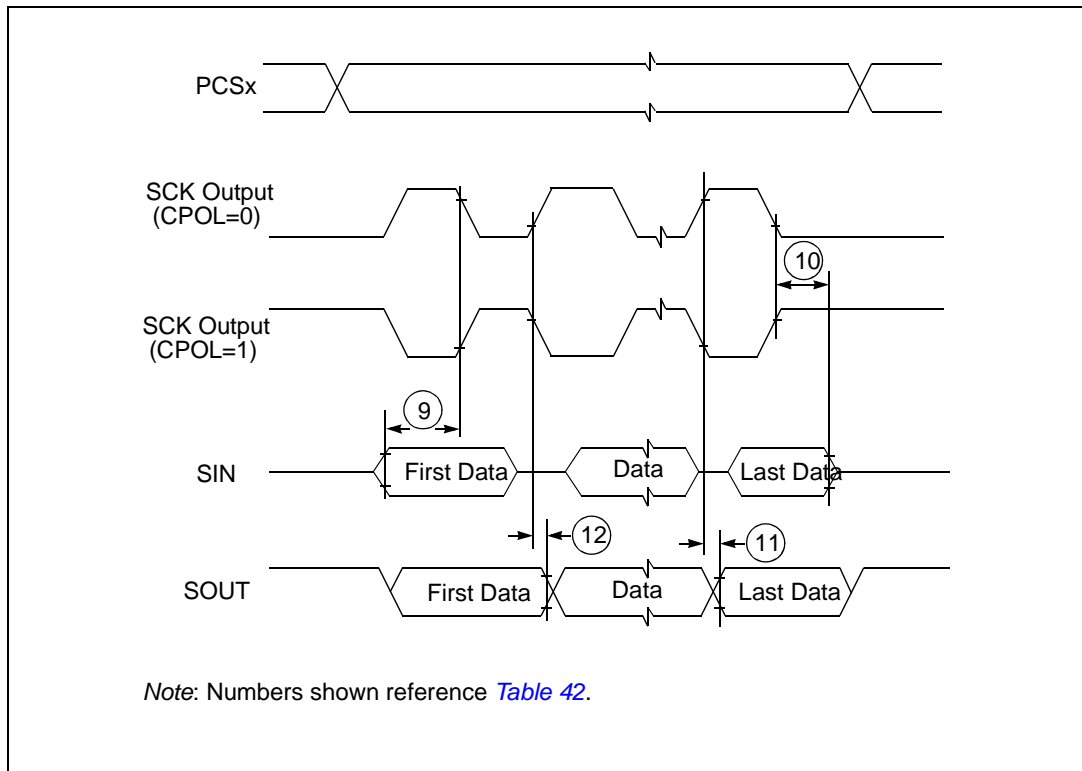 PCSx
SCK Output
(CPOL=0)
10
SCK Output
(CPOL=1)
9
SIN
First Data
Data
Last Data
12
11
SOUT
First Data
Data
Last Data
Note: Numbers shown reference Table 42.